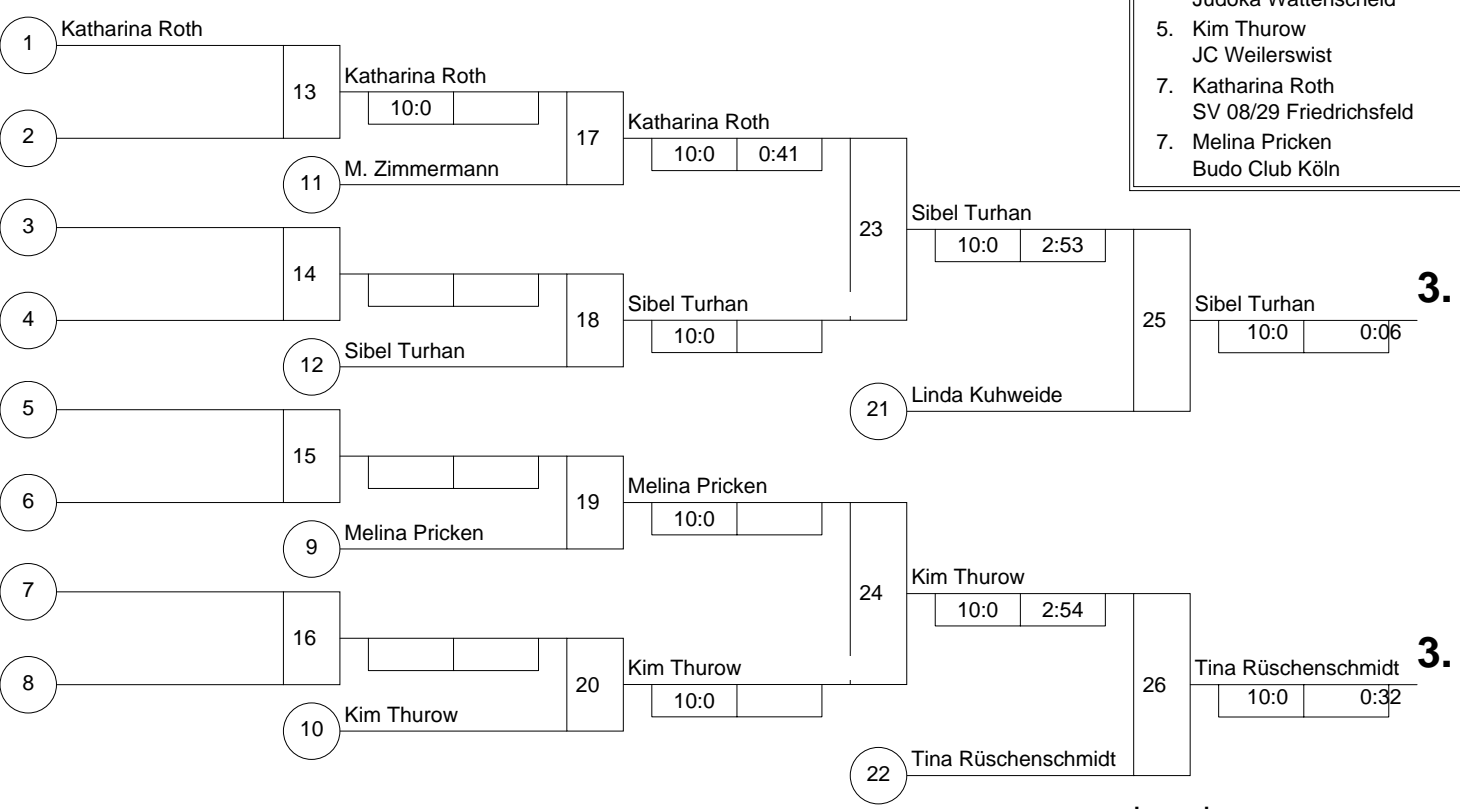 Judoka Wattenscheid
5. Kim Thurow
JC Weilerswist
7. Katharina Roth
SV 08/29 Friedrichsfeld
7. Melina Pricken
Budo Club Köln
1 Katharina Roth
13 Katharina Roth
10:0
2
17 Katharina Roth
10:0 0:41
11 M. Zimmermann
3
23 Sibel Turhan
10:0 2:53
14
4
18 Sibel Turhan
10:0
25 Sibel Turhan 3.
10:0 0:06
12 Sibel Turhan
5
21 Linda Kuhweide
15
6
19 Melina Pricken
10:0
9 Melina Pricken
7
24 Kim Thurow
10:0 2:54
16
8
20 Kim Thurow
10:0
26 Tina Rüschenschmidt 3.
10:0 0:32
10 Kim Thurow
22 Tina Rüschenschmidt